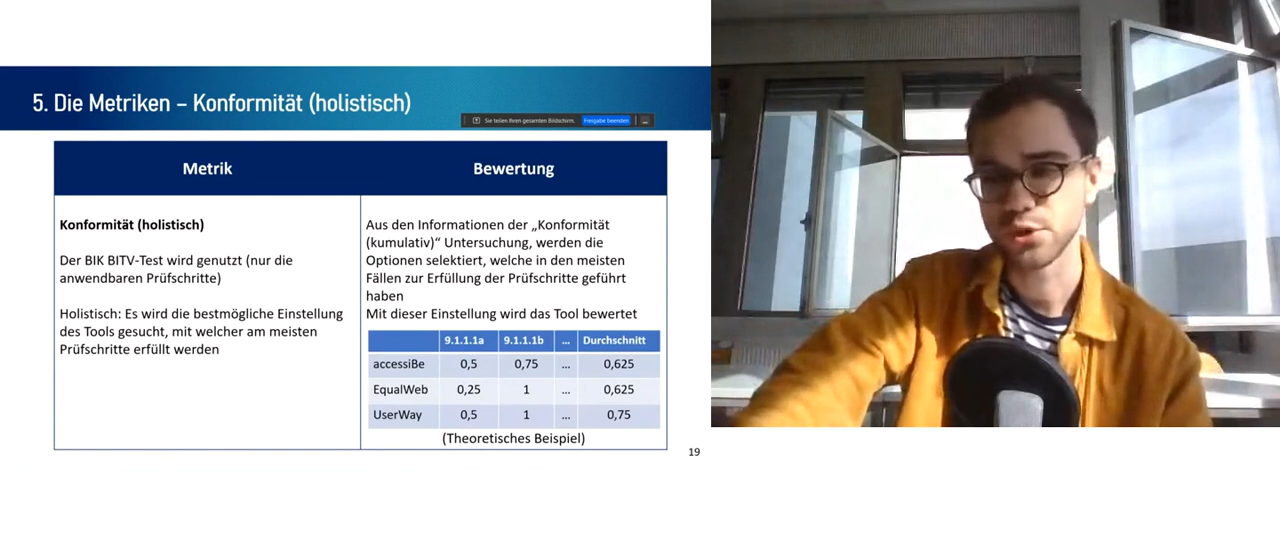 5. Die Metriken – Konformität (holistisch)
Sie teilen Ihren gesamten Bildschirm. Freigabe beenden
Metrik
Bewertung
Konformität (holistisch)
Der BIK BITV-Test wird genutzt (nur die
anwendbaren Prüfschritte)
Holistisch: Es wird die bestmögliche Einstellung
des Tools gesucht, mit welcher am meisten
Prüfschritte erfüllt werden
Aus den Informationen der „Konformität
(kumulativ)“ Untersuchung, werden die
Optionen selektiert, welche in den meisten
Fällen zur Erfüllung der Prüfschritte geführt
haben
Mit dieser Einstellung wird das Tool bewertet
9.1.1.1a 9.1.1.1b ... Durchschnitt
accessiBe 0,5 0,75 ... 0,625
EqualWeb 0,25 1 ... 0,625
UserWay 0,5 1 ... 0,75
(Theoretisches Beispiel)
19